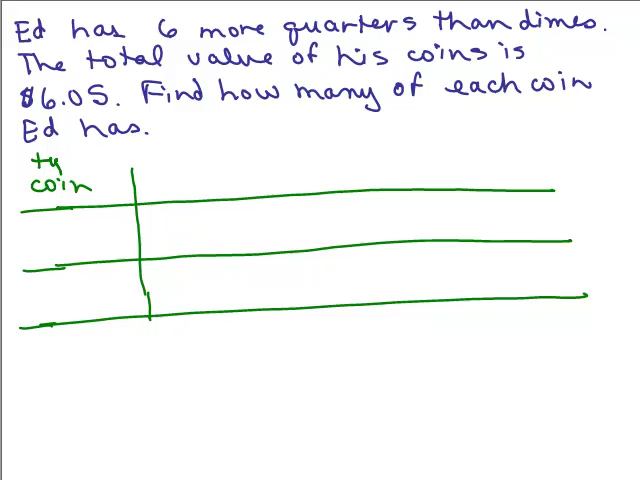 Ed has 6 more quarters than dimes.
The total value of his coins is
$6.05. Find how many of each coin
Ed has.
ty
coin